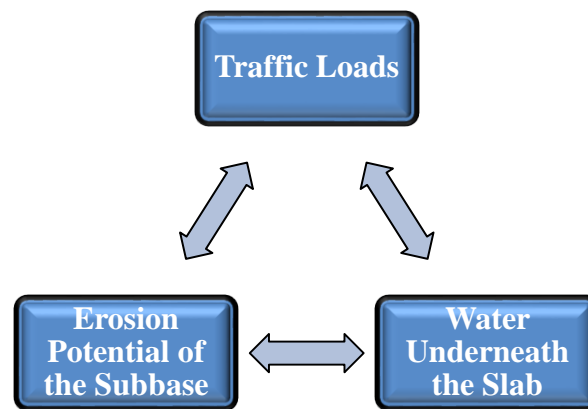 Traffic Loads
Erosion
Potential of
the Subbase
Water
Underneath
the Slab